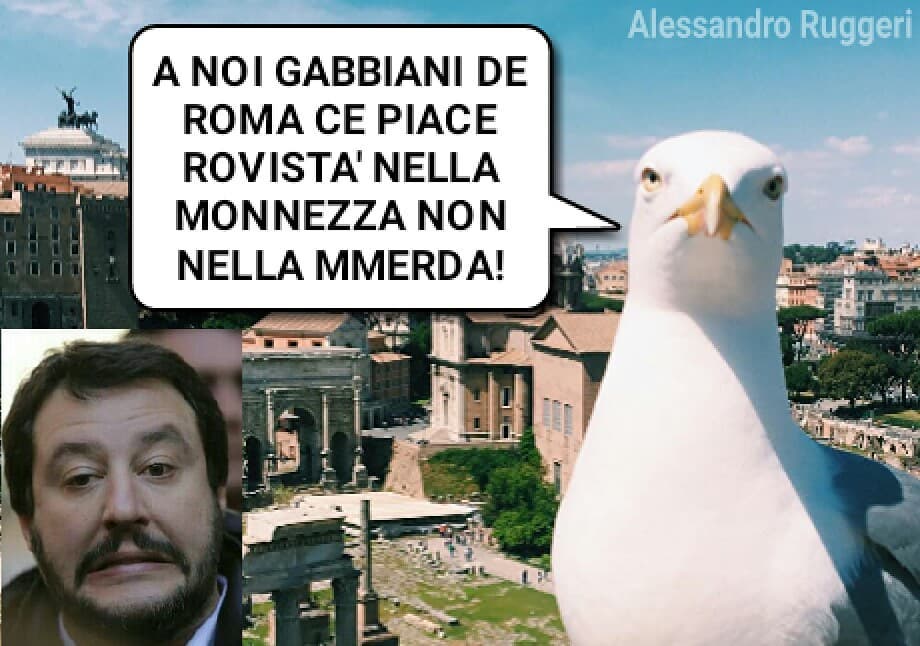 Alessandro Ruggeri
A NOI GABBIANI DE
ROMA CE PIACE
ROVISTA' NELLA
MONNEZZA NON
NELLA MMERDA!